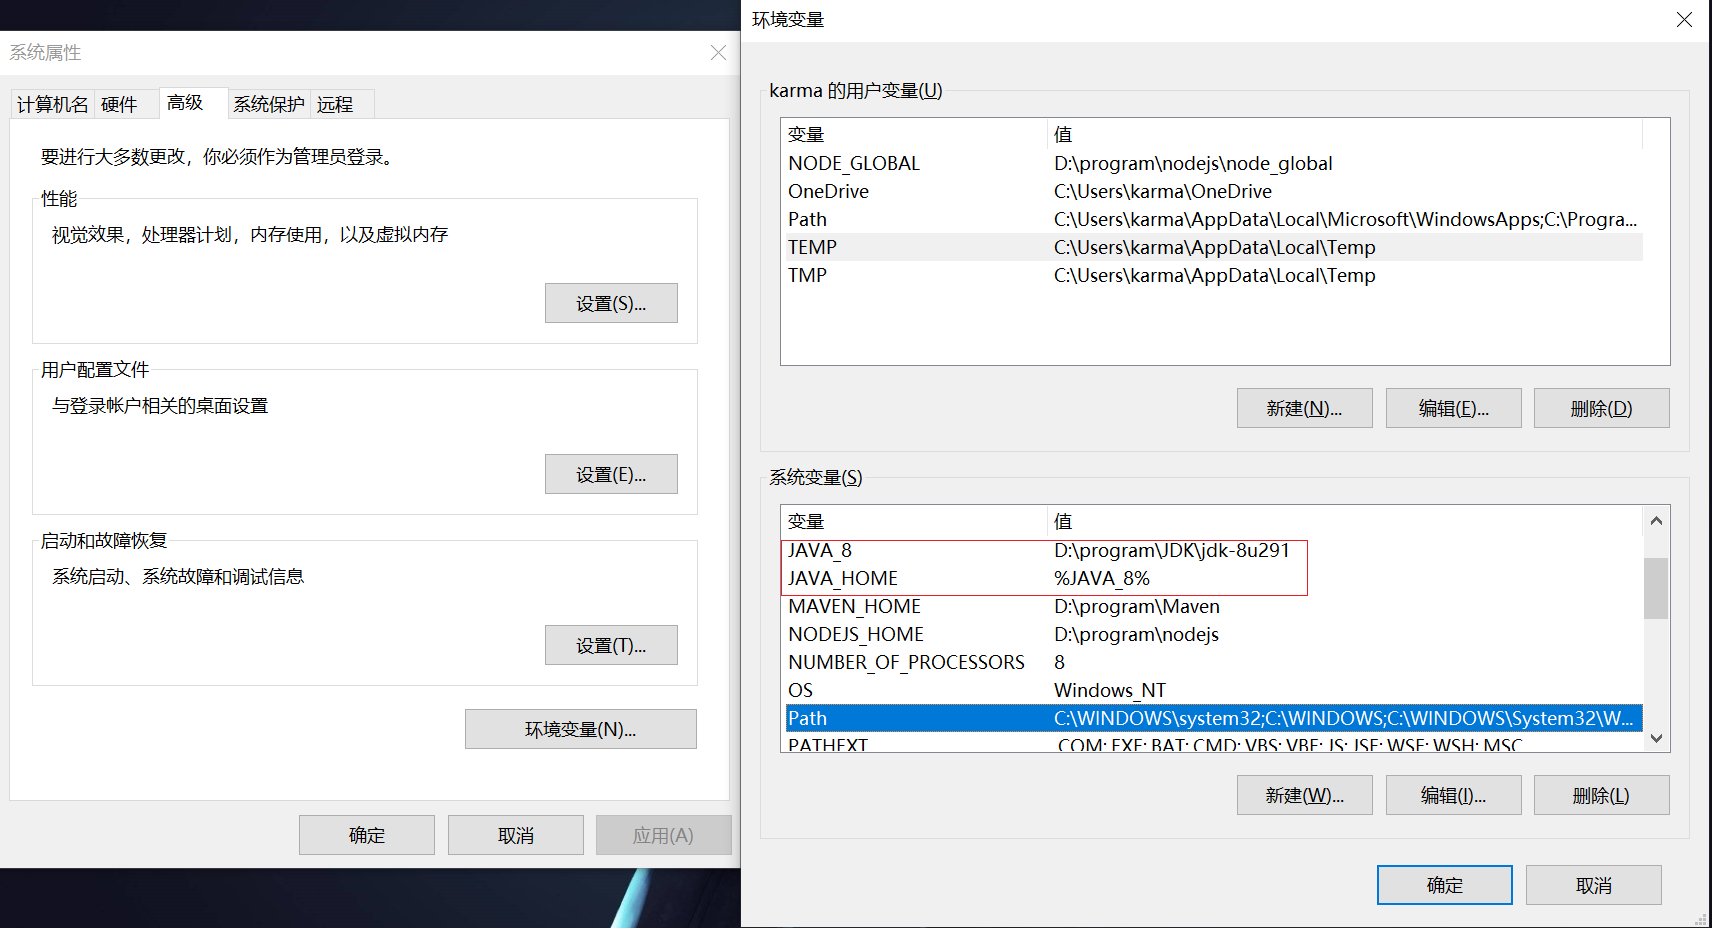 系统属性
计算机名 硬件 高级 系统保护 远程
要进行大多数更改，你必须作为管理员登录。
性能
视觉效果，处理器计划，内存使用，以及虚拟内存
设置(S)...
用户配置文件
与登录帐户相关的桌面设置
设置(E)...
启动和故障恢复
系统启动、系统故障和调试信息
设置(T)...
环境变量(N)...
确定 取消 应用(A)
环境变量
karma 的用户变量(U)
变量 值
NODE_GLOBAL D:\program\nodejs\node_global
OneDrive C:\Users\karma\OneDrive
Path C:\Users\karma\AppData\Local\Microsoft\WindowsApps;C:\Progra...
TEMP C:\Users\karma\AppData\Local\Temp
TMP C:\Users\karma\AppData\Local\Temp
新建(N)... 编辑(E)... 删除(D)
系统变量(S)
变量 值
JAVA_8 D:\program\JDK\jdk-8u291
JAVA_HOME %JAVA_8%
MAVEN_HOME D:\program\Maven
NODEJS_HOME D:\program\nodejs
NUMBER_OF_PROCESSORS 8
OS Windows_NT
Path C:\WINDOWS\system32;C:\WINDOWS;C:\WINDOWS\System32\W...
PATHEXT .COM;.EXE;.BAT;.CMD;.VBS;.VBE;.JS;.JSE;.WSF;.WSH;.MSC
新建(W)... 编辑(I)... 删除(L)
确定 取消